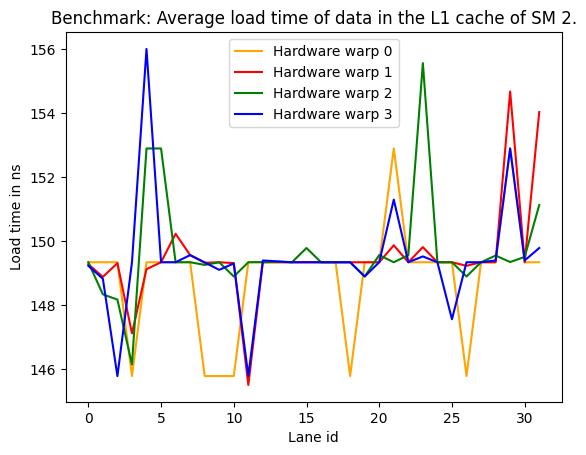 Benchmark: Average load time of data in the L1 cache of SM 2.
Hardware warp 0
Hardware warp 1
Hardware warp 2
Hardware warp 3
Load time in ns
156
154
152
150
148
146
0 5 10 15 20 25 30
Lane id